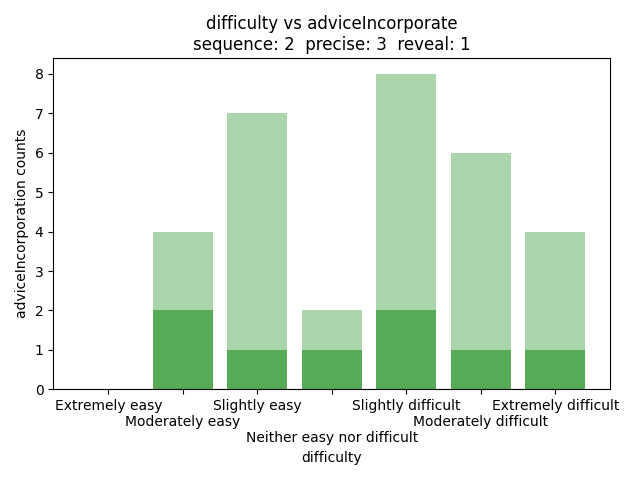 difficulty vs adviceIncorporate
sequence: 2  precise: 3  reveal: 1
adviceIncorporation counts
8
7
6
5
4
3
2
1
0
Extremely easy
Moderately easy
Slightly easy
Neither easy nor difficult
Slightly difficult
Moderately difficult
Extremely difficult
difficulty